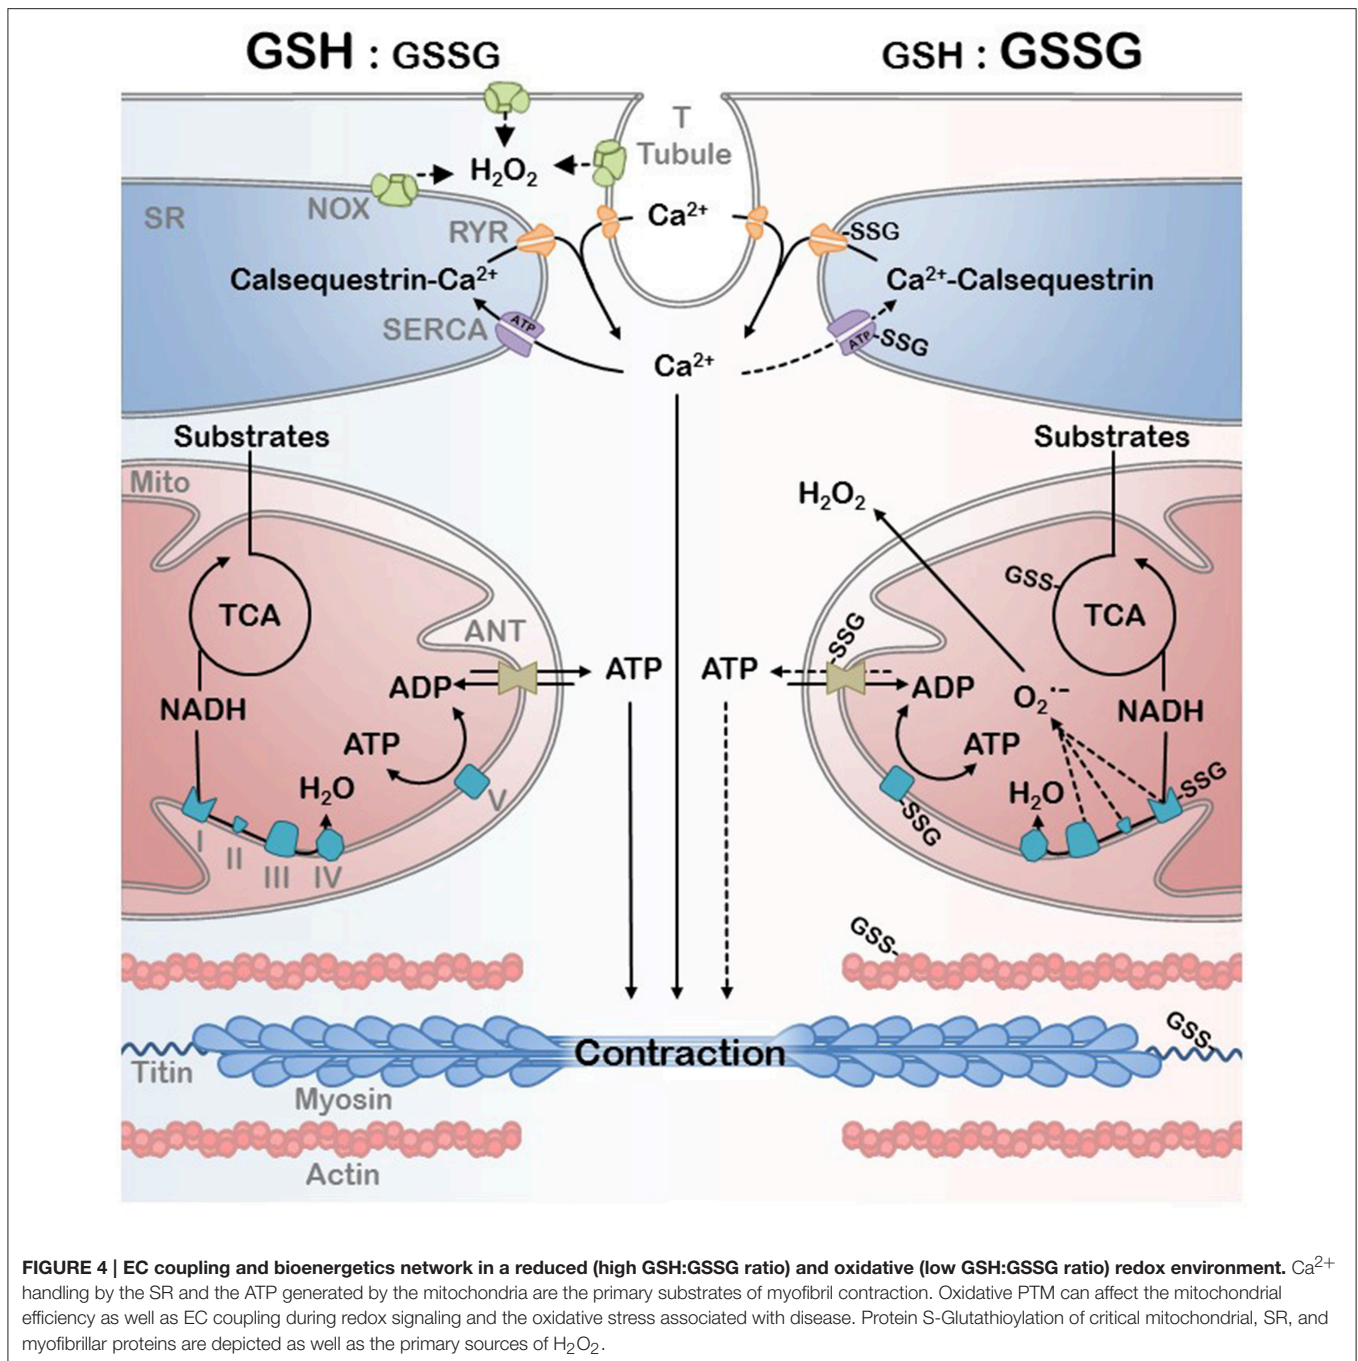 GSH : GSSG
GSH : GSSG
T
Tubule
H₂O₂
NOX
SR
RYR
Ca²⁺
-SSG
Calsequestrin-Ca²⁺
Ca²⁺-Calsequestrin
SERCA
ATP
ATP
-SSG
Ca²⁺
Substrates
Substrates
Mito
H₂O₂
GSS-
TCA
TCA
ANT
-SSG
ADP
ATP
ATP
ADP
O₂·−
NADH
NADH
ATP
ATP
H₂O
H₂O
-SSG
V
-SSG
I
II
III
IV
GSS-
GSS-
Titin
Contraction
Myosin
Actin
FIGURE 4 | EC coupling and bioenergetics network in a reduced (high GSH:GSSG ratio) and oxidative (low GSH:GSSG ratio) redox environment. Ca²⁺
handling by the SR and the ATP generated by the mitochondria are the primary substrates of myofibril contraction. Oxidative PTM can affect the mitochondrial
efficiency as well as EC coupling during redox signaling and the oxidative stress associated with disease. Protein S-Glutathioylation of critical mitochondrial, SR, and
myofibrillar proteins are depicted as well as the primary sources of H₂O₂.